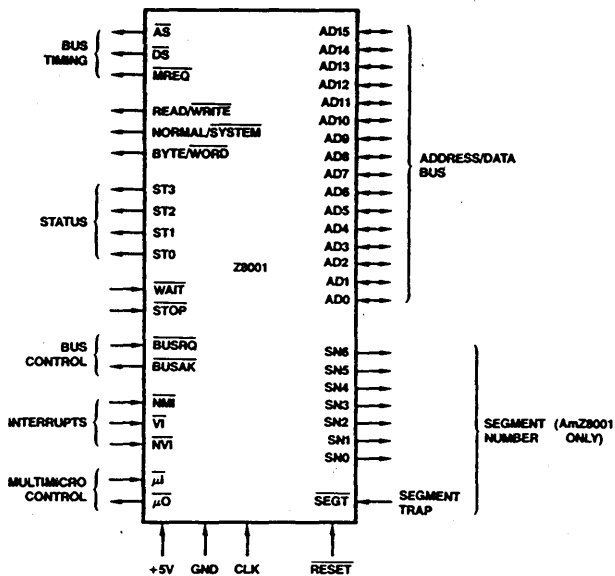 BUS
TIMING
AS
DS
MREQ
READ/WRITE
NORMAL/SYSTEM
BYTE/WORD
STATUS
ST3
ST2
ST1
ST0
WAIT
STOP
BUS
CONTROL
BUSRQ
BUSAK
INTERRUPTS
NMI
VI
NVI
MULTIMICRO
CONTROL
μI
μO
Z8001
AD15
AD14
AD13
AD12
AD11
AD10
AD9
AD8
AD7
AD6
AD5
AD4
AD3
AD2
AD1
AD0
ADDRESS/DATA
BUS
SN6
SN5
SN4
SN3
SN2
SN1
SN0
SEGMENT (AmZ8001
NUMBER ONLY)
SEGT
SEGMENT
TRAP
+5V GND CLK RESET